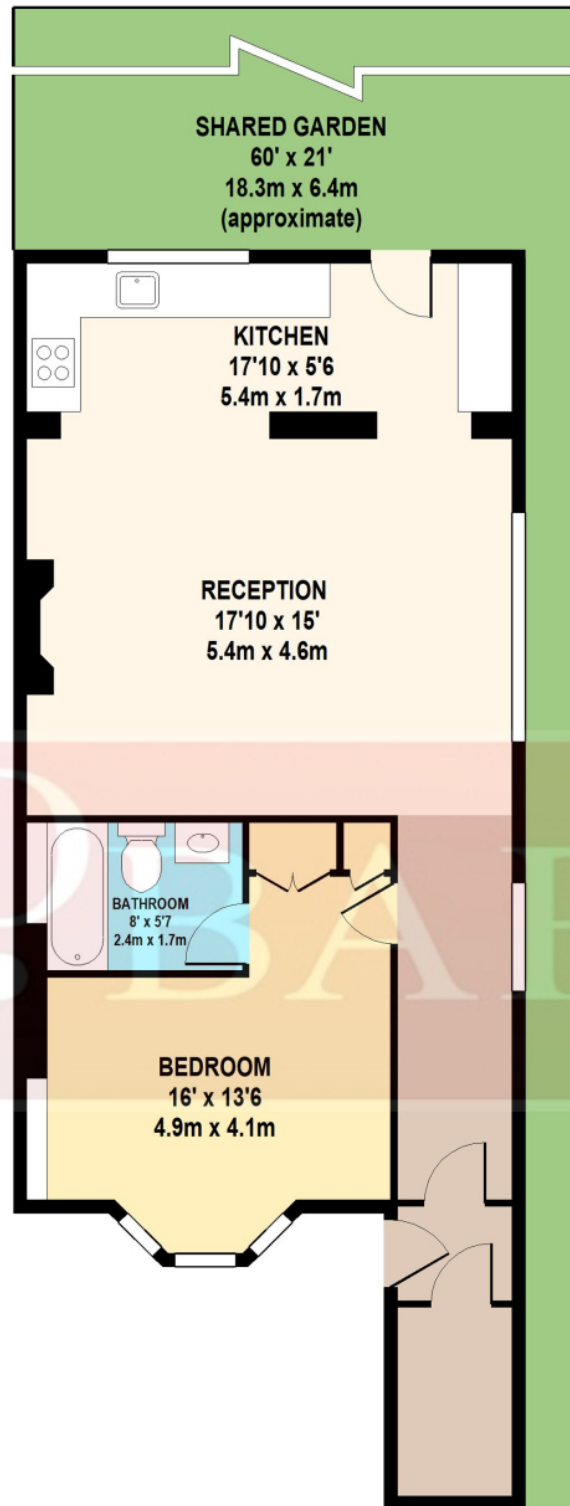 SHARED GARDEN
60' x 21'
18.3m x 6.4m
(approximate)
KITCHEN
17'10 x 5'6
5.4m x 1.7m
RECEPTION
17'10 x 15'
5.4m x 4.6m
BATHROOM
8' x 5'7
2.4m x 1.7m
BEDROOM
16' x 13'6
4.9m x 4.1m